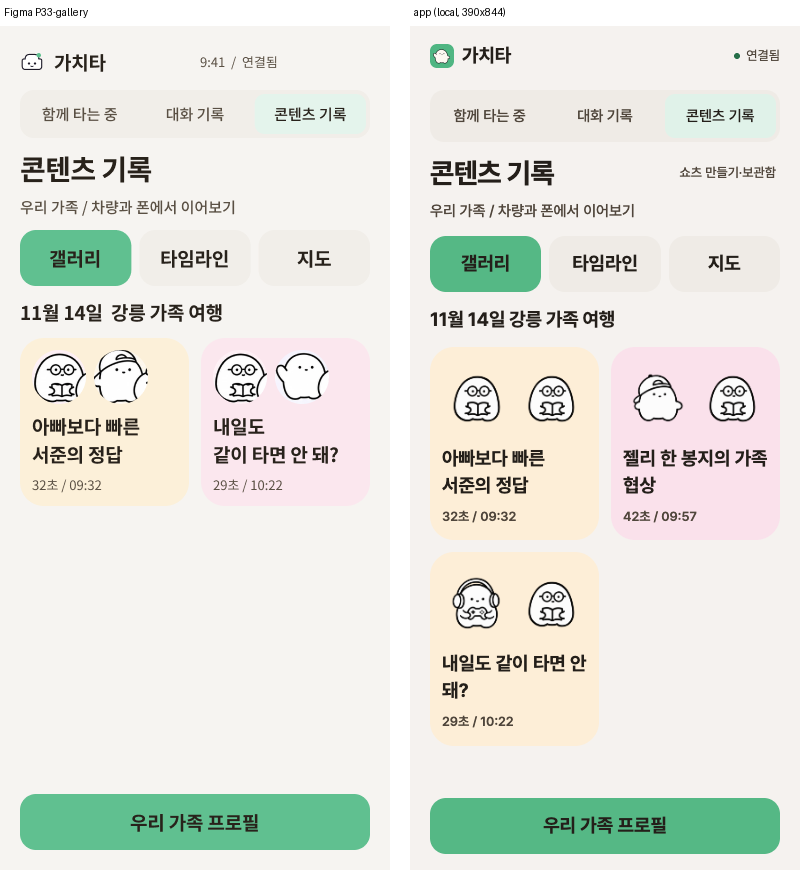 Figma P33-gallery
가치타
9:41 / 연결됨
함께 타는 중
대화 기록
콘텐츠 기록
콘텐츠 기록
우리 가족 / 차량과 폰에서 이어보기
갤러리
타임라인
지도
11월 14일 강릉 가족 여행
아빠보다 빠른
서준의 정답
32초 / 09:32
내일도
같이 타면 안 돼?
29초 / 10:22
우리 가족 프로필
app (local, 390x844)
가치타
연결됨
함께 타는 중
대화 기록
콘텐츠 기록
콘텐츠 기록
쇼츠 만들기·보관함
우리 가족 / 차량과 폰에서 이어보기
갤러리
타임라인
지도
11월 14일 강릉 가족 여행
아빠보다 빠른
서준의 정답
32초 / 09:32
젤리 한 봉지의 가족
협상
42초 / 09:57
내일도 같이 타면 안
돼?
29초 / 10:22
우리 가족 프로필